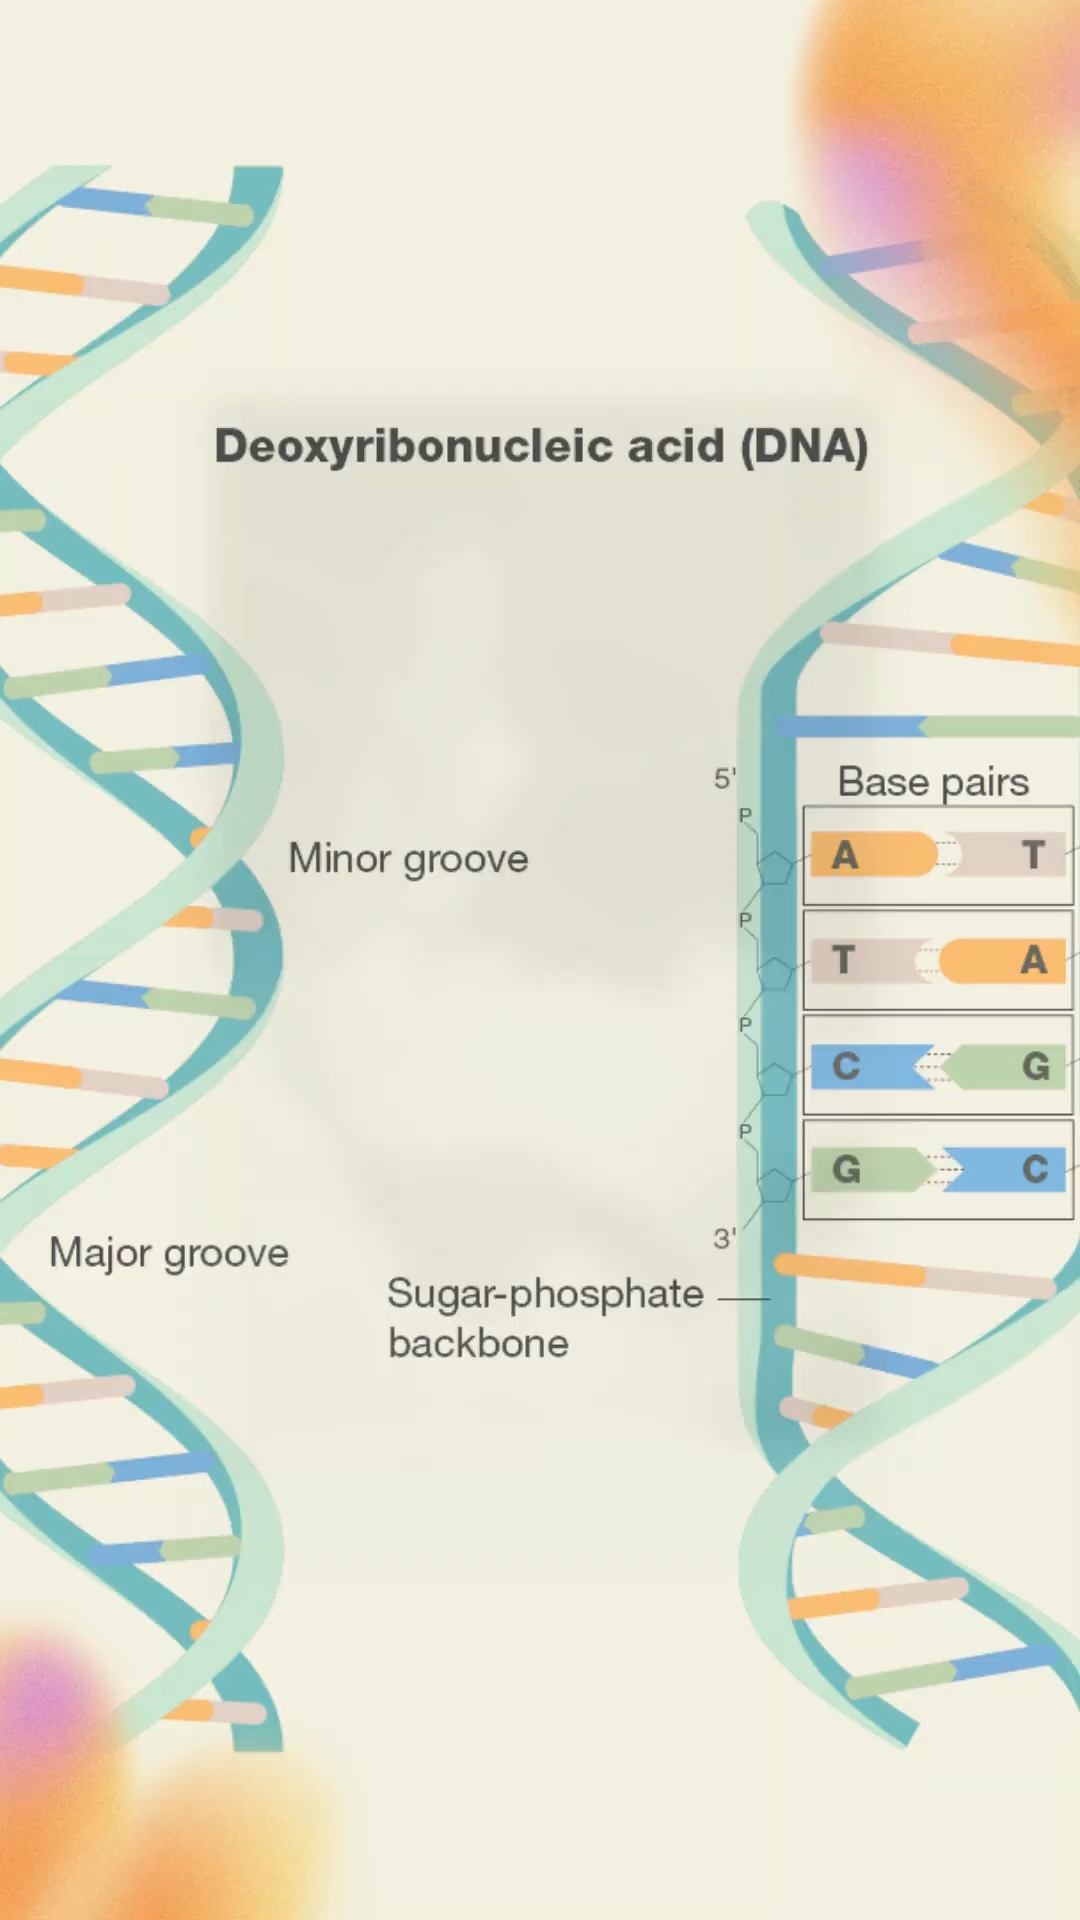 Deoxyribonucleic acid (DNA)
5'
Base pairs
P
A T
Minor groove
P
T A
P
C G
P
G C
3'
Major groove
Sugar-phosphate
backbone